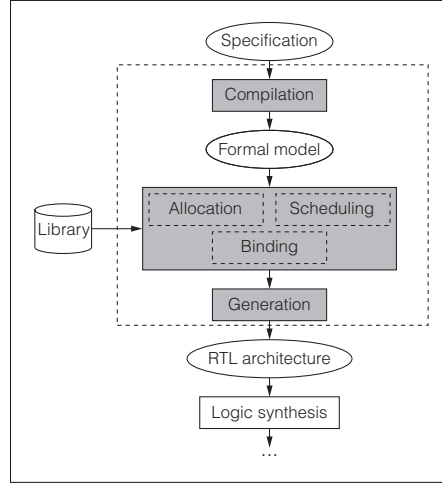 Specification
Compilation
Formal model
Allocation
Scheduling
Library
Binding
Generation
RTL architecture
Logic synthesis
...